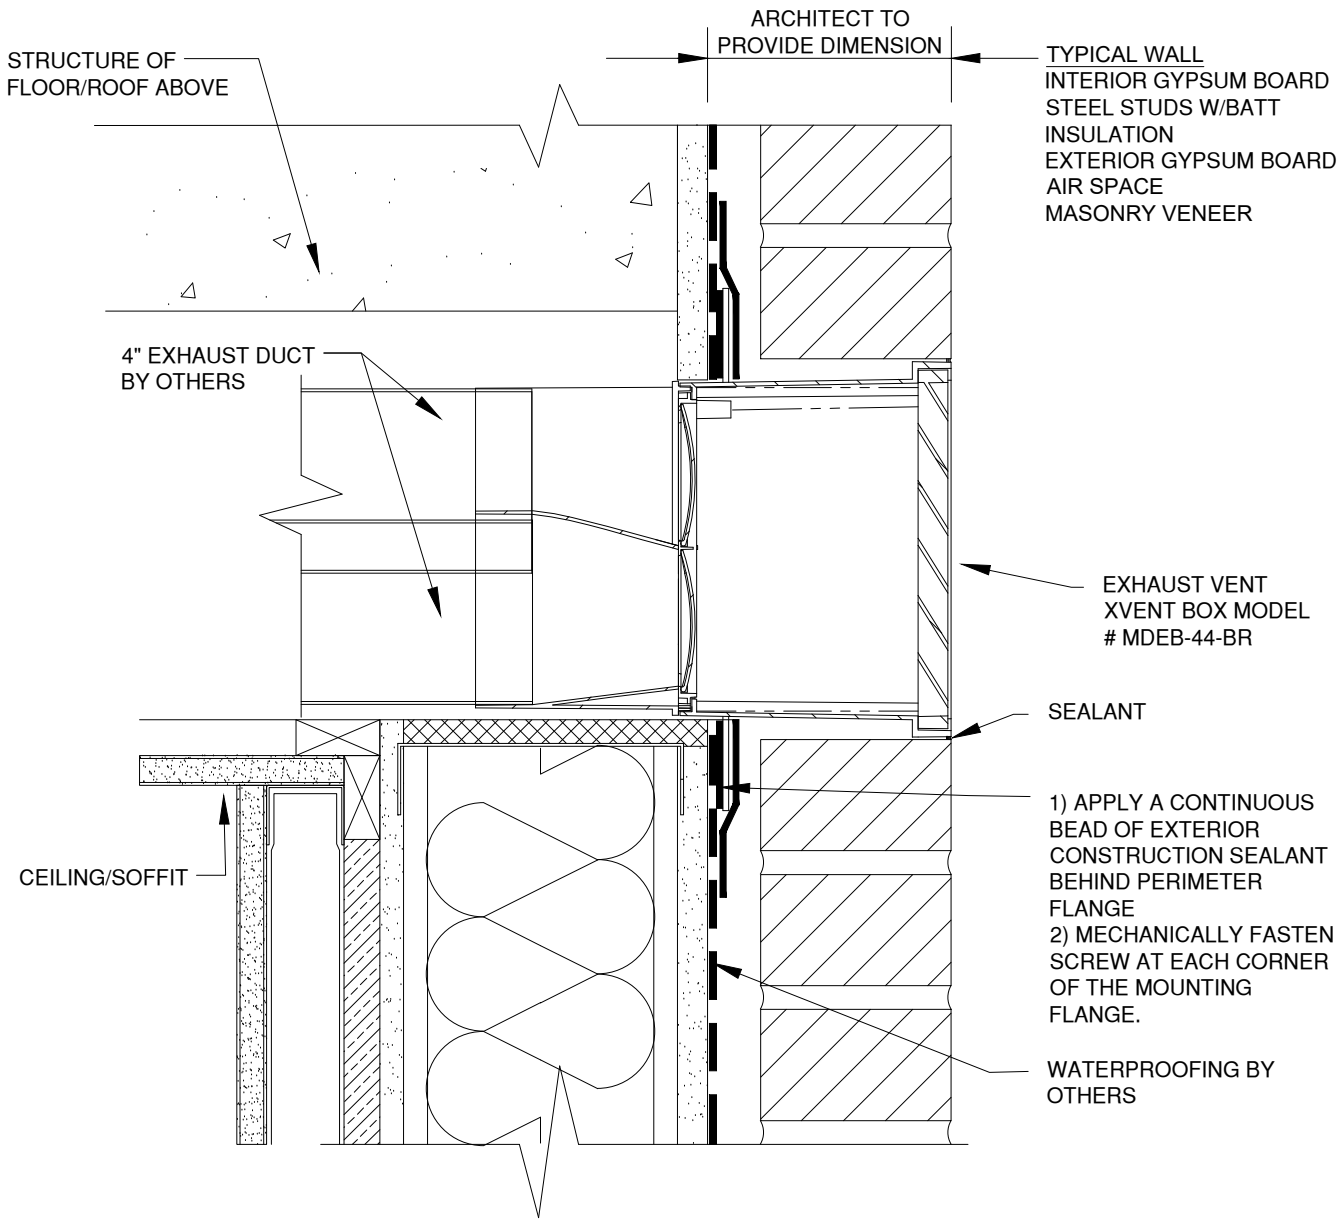 ARCHITECT TO
PROVIDE DIMENSION
STRUCTURE OF
FLOOR/ROOF ABOVE
TYPICAL WALL
INTERIOR GYPSUM BOARD
STEEL STUDS W/BATT
INSULATION
EXTERIOR GYPSUM BOARD
AIR SPACE
MASONRY VENEER
4" EXHAUST DUCT
BY OTHERS
EXHAUST VENT
XVENT BOX MODEL
# MDEB-44-BR
SEALANT
1) APPLY A CONTINUOUS
BEAD OF EXTERIOR
CONSTRUCTION SEALANT
BEHIND PERIMETER
FLANGE
2) MECHANICALLY FASTEN
SCREW AT EACH CORNER
OF THE MOUNTING
FLANGE.
CEILING/SOFFIT
WATERPROOFING BY
OTHERS